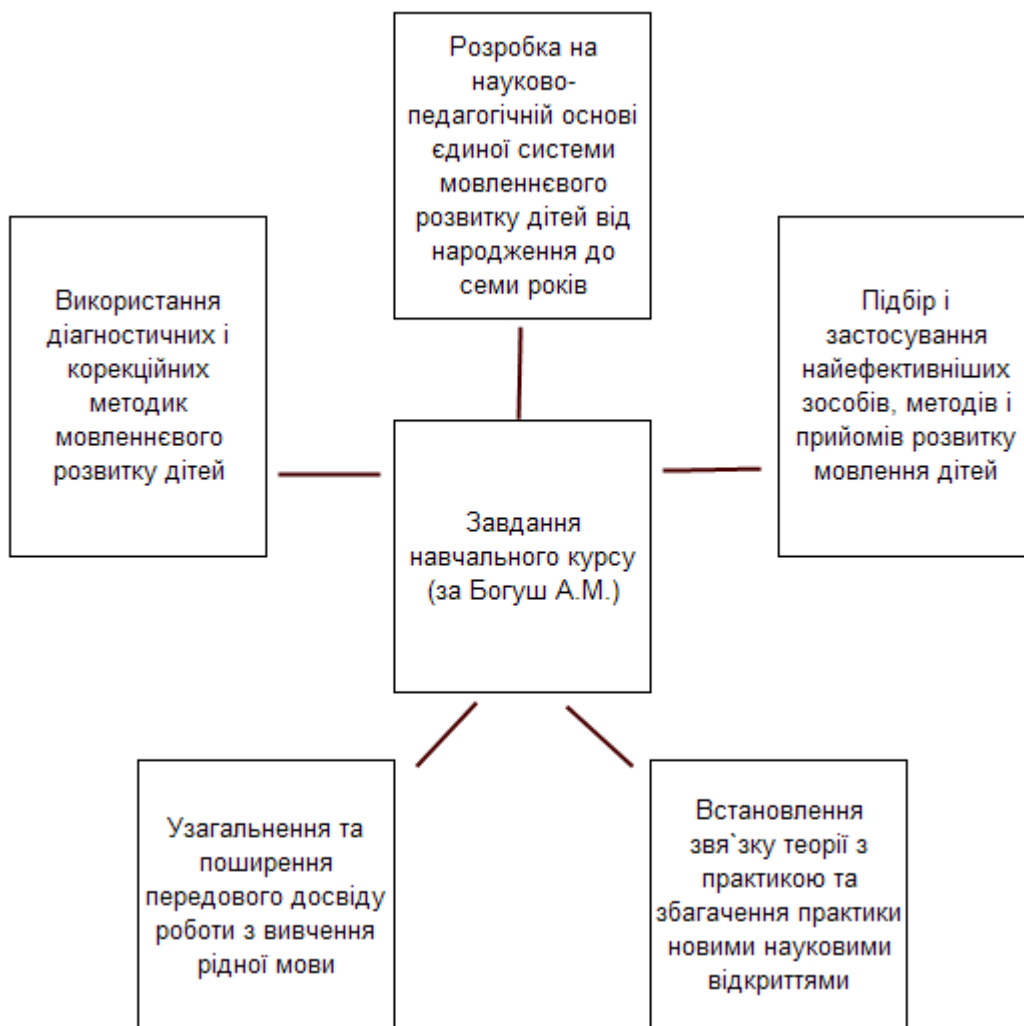 Розробка на
науково-
педагогічній основі
єдиної системи
мовленнєвого
розвитку дітей від
народження до
семи років
Використання
діагностичних і
корекційних
методик
мовленнєвого
розвитку дітей
Підбір і
застосування
найефективніших
зособів, методів і
прийомів розвитку
мовлення дітей
Завдання
навчального курсу
(за Богуш А.М.)
Узагальнення та
поширення
передового досвіду
роботи з вивчення
рідної мови
Встановлення
звя`зку теорії з
практикою та
збагачення практики
новими науковими
відкриттями